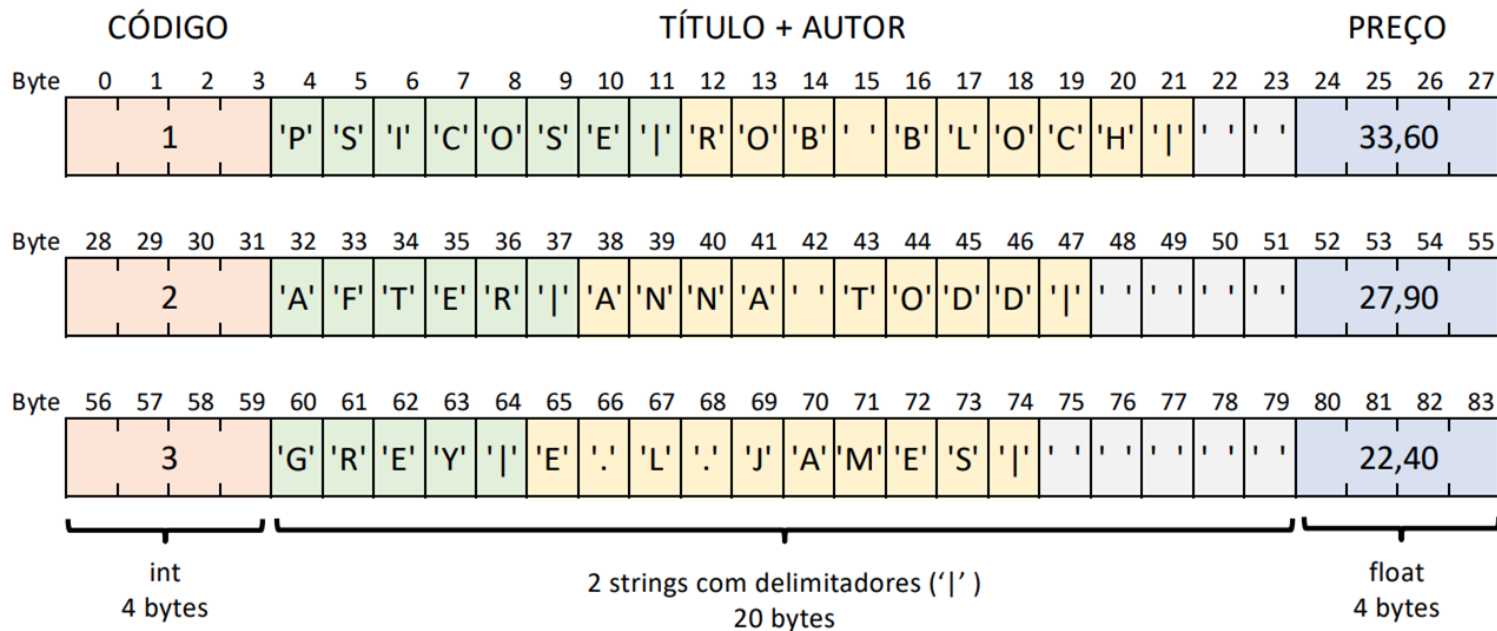 CÓDIGO TÍTULO + AUTOR PREÇO
Byte 0 1 2 3 4 5 6 7 8 9 10 11 12 13 14 15 16 17 18 19 20 21 22 23 24 25 26 27
1 'P' 'S' 'I' 'C' 'O' 'S' 'E' '|' 'R' 'O' 'B' ' ' 'B' 'L' 'O' 'C' 'H' '|' ' ' ' ' 33,60
Byte 28 29 30 31 32 33 34 35 36 37 38 39 40 41 42 43 44 45 46 47 48 49 50 51 52 53 54 55
2 'A' 'F' 'T' 'E' 'R' '|' 'A' 'N' 'N' 'A' ' ' 'T' 'O' 'D' 'D' '|' ' ' ' ' ' ' ' ' 27,90
Byte 56 57 58 59 60 61 62 63 64 65 66 67 68 69 70 71 72 73 74 75 76 77 78 79 80 81 82 83
3 'G' 'R' 'E' 'Y' '|' 'E' '.' 'L' '.' 'J' 'A' 'M' 'E' 'S' '|' ' ' ' ' ' ' ' ' ' ' 22,40
int 2 strings com delimitadores ('|' ) float
4 bytes 20 bytes 4 bytes